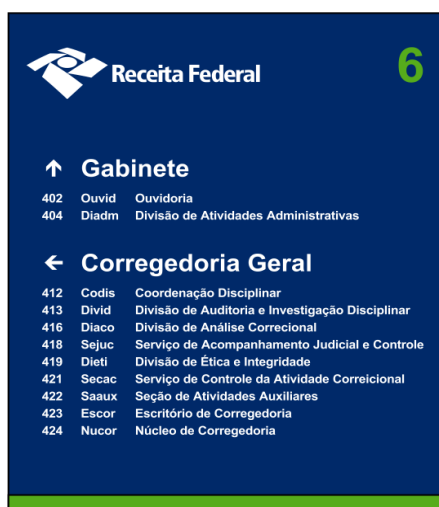 Receita Federal
6
↑ Gabinete
402 Ouvid Ouvidoria
404 Diadm Divisão de Atividades Administrativas
← Corregedoria Geral
412 Codis Coordenação Disciplinar
413 Divid Divisão de Auditoria e Investigação Disciplinar
416 Diaco Divisão de Análise Correcional
418 Sejuc Serviço de Acompanhamento Judicial e Controle
419 Dieti Divisão de Ética e Integridade
421 Secac Serviço de Controle da Atividade Correicional
422 Saaux Seção de Atividades Auxiliares
423 Escor Escritório de Corregedoria
424 Nucor Núcleo de Corregedoria